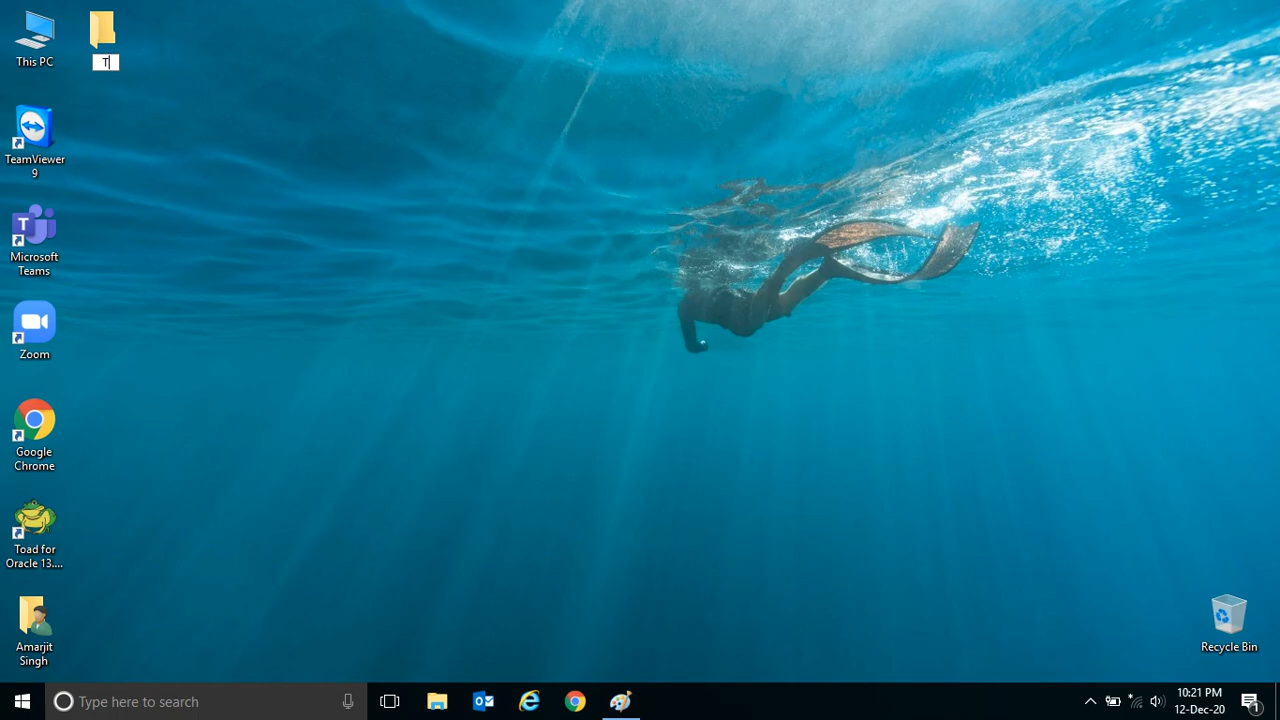 This PC
T
TeamViewer
9
Microsoft
Teams
Zoom
Google
Chrome
Toad for
Oracle 13....
Amarjit
Singh
Recycle Bin
Type here to search
10:21 PM
12-Dec-20
1